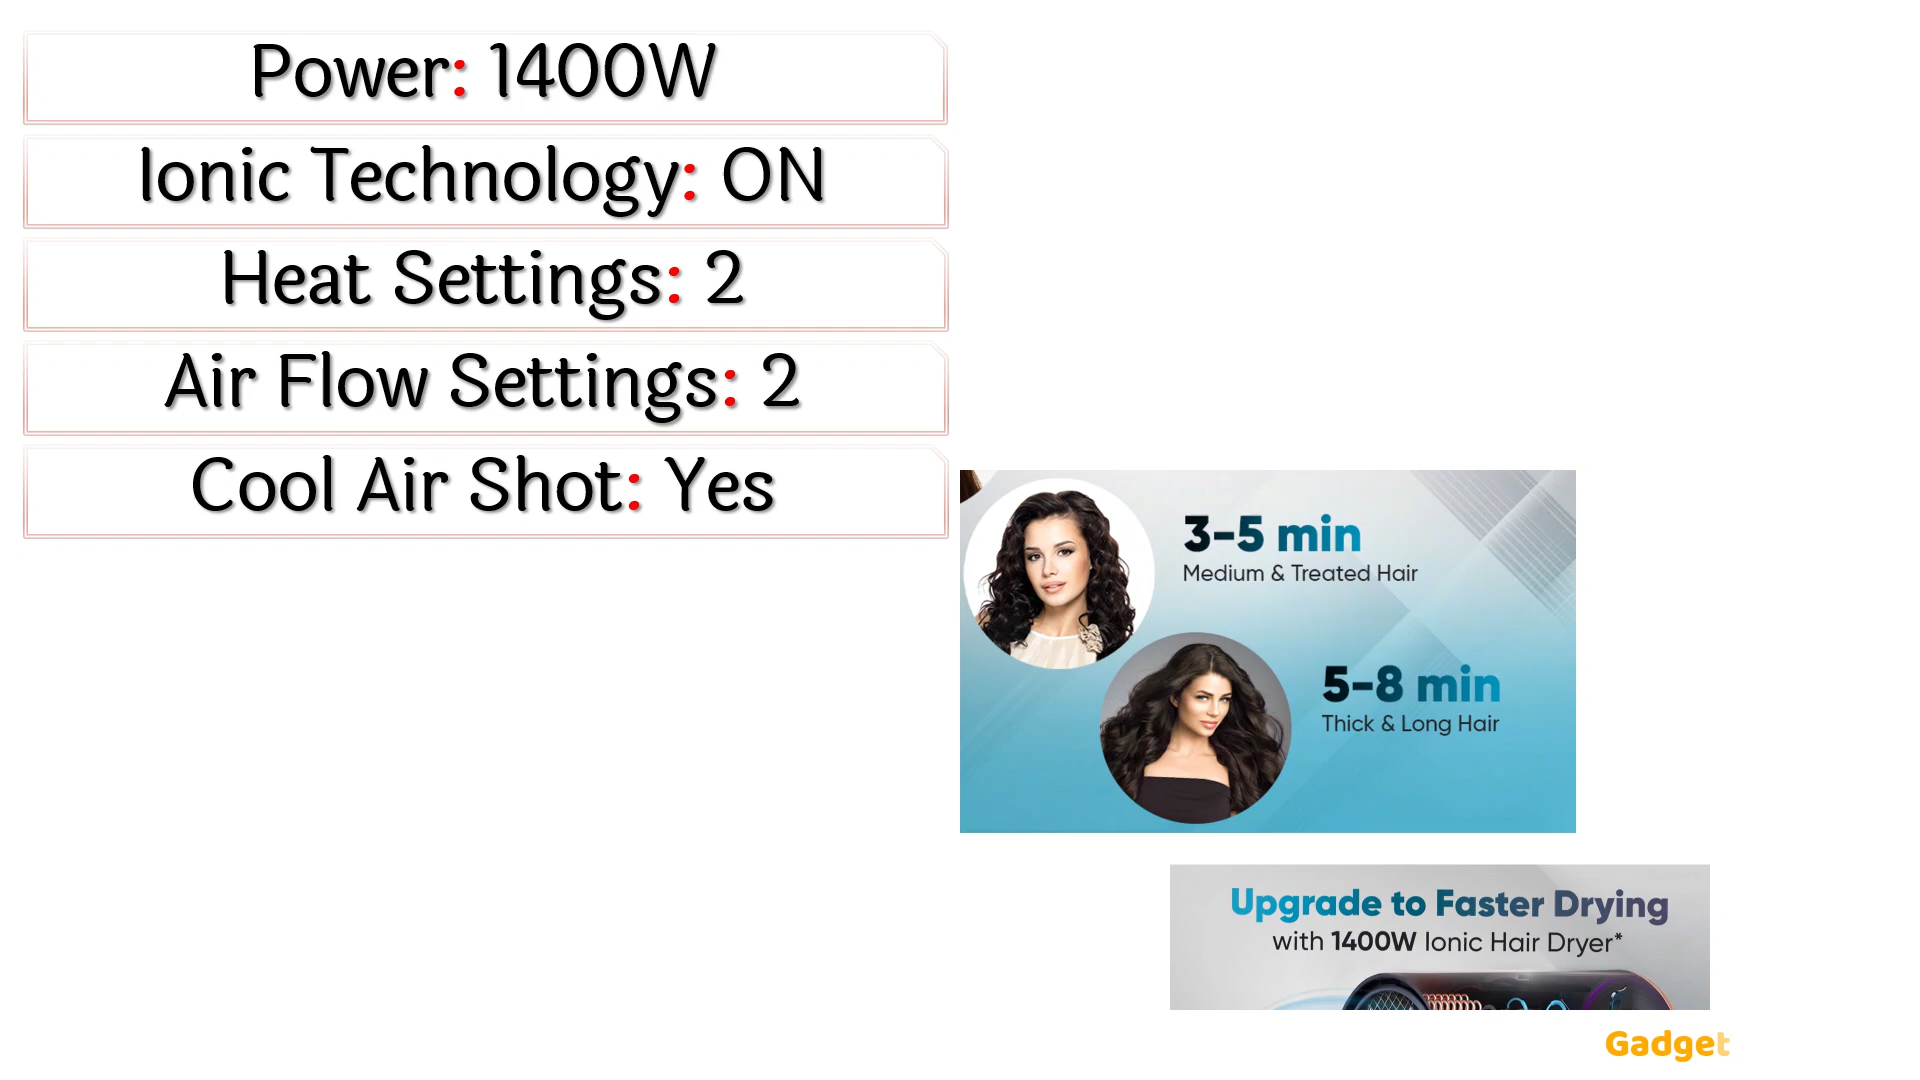 Power: 1400W
Ionic Technology: ON
Heat Settings: 2
Air Flow Settings: 2
Cool Air Shot: Yes
3-5 min
Medium & Treated Hair
5-8 min
Thick & Long Hair
Upgrade to Faster Drying
with 1400W Ionic Hair Dryer*
Gadget